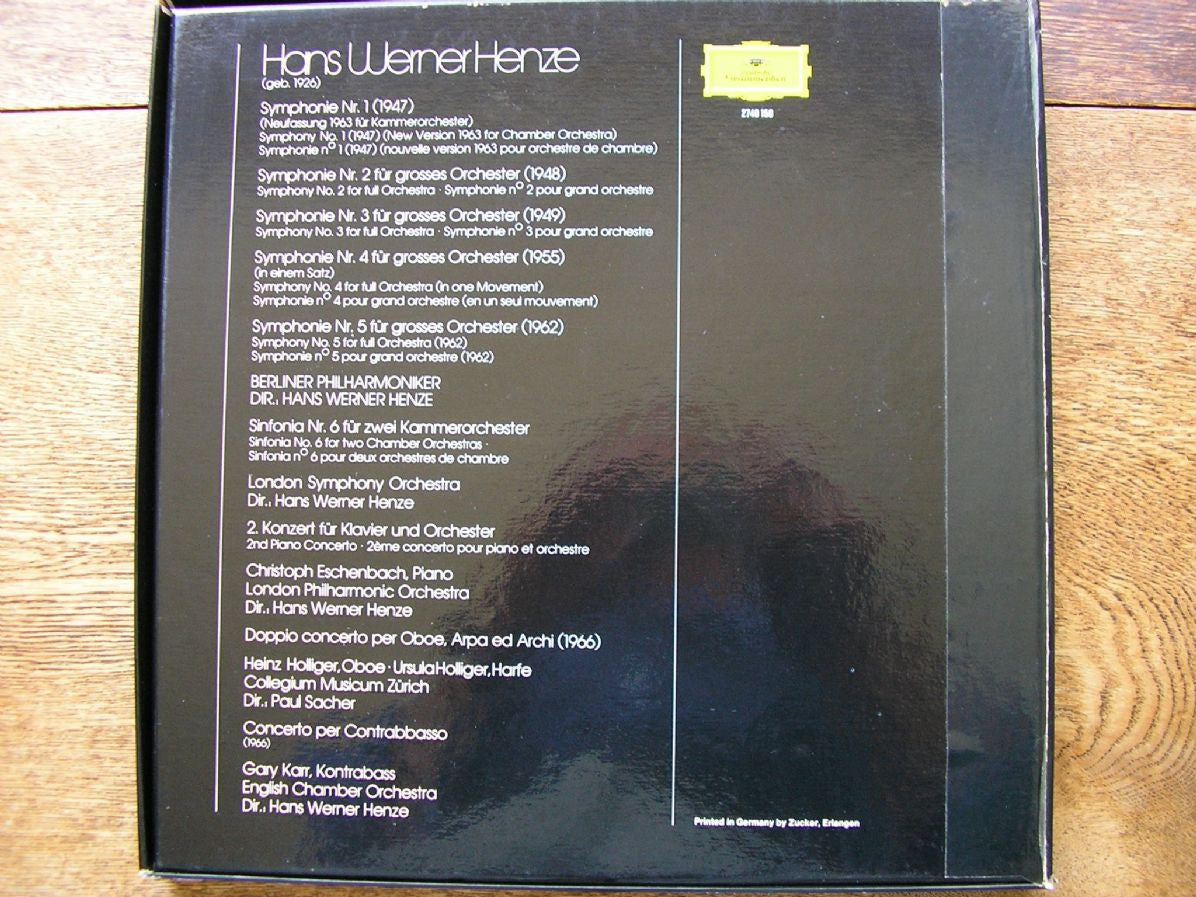 Hans Werner Henze
(geb. 1926)
Symphonie Nr. 1 (1947)
(Neufassung 1963 für Kammerorchester)
Symphony No. 1 (1947) (New Version 1963 for Chamber Orchestra)
Symphonie nº 1 (1947) (nouvelle version 1963 pour orchestre de chambre)
Symphonie Nr. 2 für grosses Orchester (1948)
Symphony No. 2 for full Orchestra · Symphonie nº 2 pour grand orchestre
Symphonie Nr. 3 für grosses Orchester (1949)
Symphony No. 3 for full Orchestra · Symphonie nº 3 pour grand orchestre
Symphonie Nr. 4 für grosses Orchester (1955)
(in einem Satz)
Symphony No. 4 for full Orchestra (in one Movement)
Symphonie nº 4 pour grand orchestre (en un seul mouvement)
Symphonie Nr. 5 für grosses Orchester (1962)
Symphony No. 5 for full Orchestra (1962)
Symphonie nº 5 pour grand orchestre (1962)
BERLINER PHILHARMONIKER
DIR.: HANS WERNER HENZE
Sinfonia Nr. 6 für zwei Kammerorchester
Sinfonia No. 6 for two Chamber Orchestras ·
Sinfonia nº 6 pour deux orchestres de chambre
London Symphony Orchestra
Dir.: Hans Werner Henze
2. Konzert für Klavier und Orchester
2nd Piano Concerto · 2ème concerto pour piano et orchestre
Christoph Eschenbach, Piano
London Philharmonic Orchestra
Dir.: Hans Werner Henze
Doppio concerto per Oboe, Arpa ed Archi (1966)
Heinz Holliger, Oboe · Ursula Holliger, Harfe
Collegium Musicum Zürich
Dir.: Paul Sacher
Concerto per Contrabbasso
(1966)
Gary Karr, Kontrabass
English Chamber Orchestra
Dir.: Hans Werner Henze
Deutsche
Grammophon
2740 150
Printed in Germany by Zucker, Erlangen